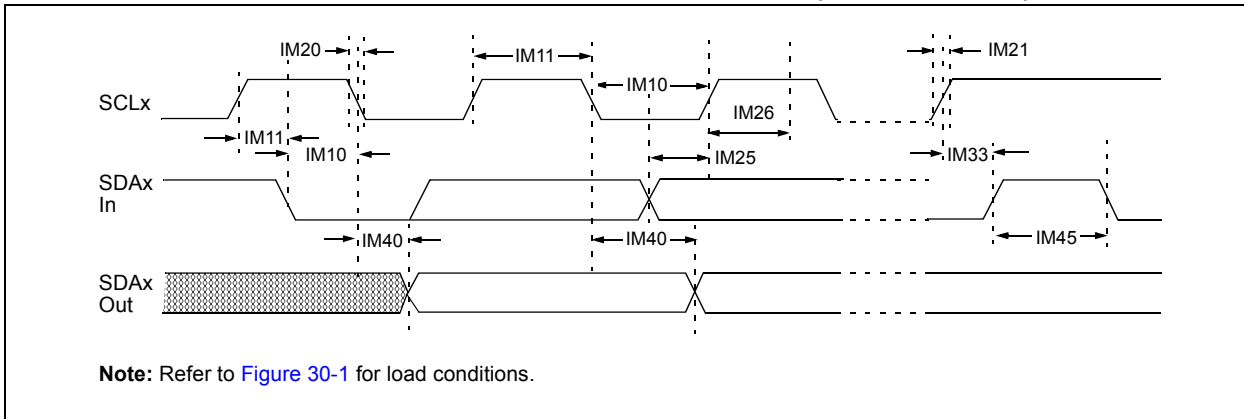 IM20
IM11
IM21
IM10
SCLx
IM26
IM11
IM10
IM33
IM25
SDAx
In
IM40
IM40
IM45
SDAx
Out
Note: Refer to Figure 30-1 for load conditions.